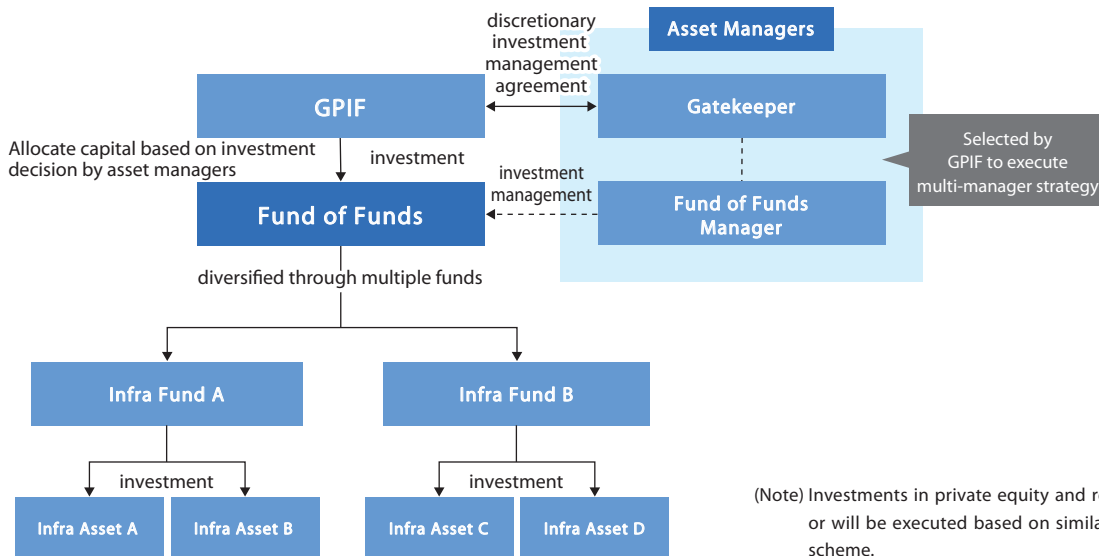 discretionary
investment
management
agreement
Asset Managers
GPIF
Gatekeeper
Selected by
GPIF to execute
multi-manager strategy
Allocate capital based on investment
decision by asset managers
investment
investment
management
Fund of Funds
Fund of Funds
Manager
diversified through multiple funds
Infra Fund A
Infra Fund B
investment
investment
Infra Asset A
Infra Asset B
Infra Asset C
Infra Asset D
(Note) Investments in private equity and
or will be executed based on
scheme.